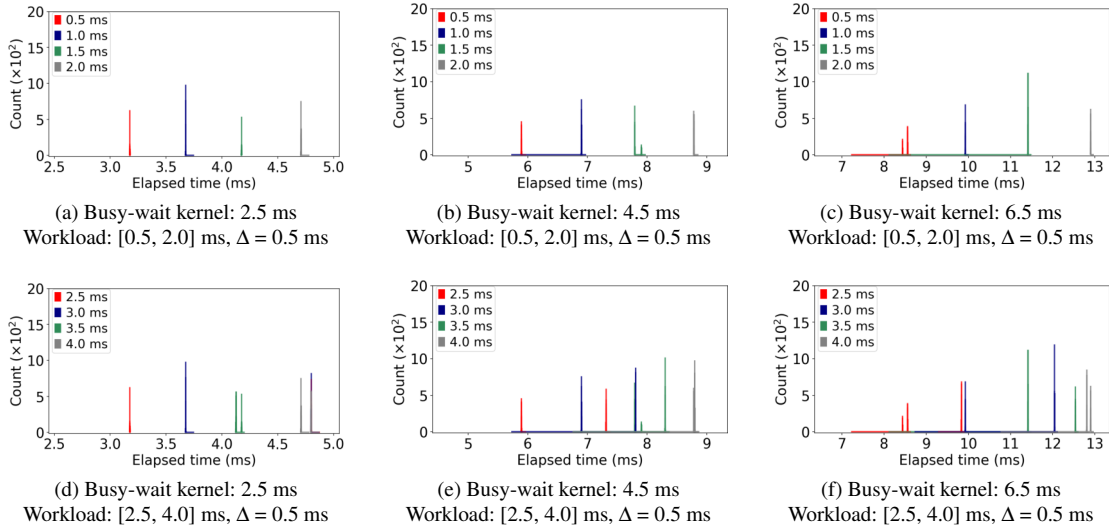 20
15
10
5
0
Count (×10²)
0.5 ms
1.0 ms
1.5 ms
2.0 ms
2.5 3.0 3.5 4.0 4.5 5.0
Elapsed time (ms)
(a) Busy-wait kernel: 2.5 ms
Workload: [0.5, 2.0] ms, Δ = 0.5 ms
20
15
10
5
0
Count (×10²)
0.5 ms
1.0 ms
1.5 ms
2.0 ms
5 6 7 8 9
Elapsed time (ms)
(b) Busy-wait kernel: 4.5 ms
Workload: [0.5, 2.0] ms, Δ = 0.5 ms
20
15
10
5
0
Count (×10²)
0.5 ms
1.0 ms
1.5 ms
2.0 ms
7 8 9 10 11 12 13
Elapsed time (ms)
(c) Busy-wait kernel: 6.5 ms
Workload: [0.5, 2.0] ms, Δ = 0.5 ms
20
15
10
5
0
Count (×10²)
2.5 ms
3.0 ms
3.5 ms
4.0 ms
2.5 3.0 3.5 4.0 4.5 5.0
Elapsed time (ms)
(d) Busy-wait kernel: 2.5 ms
Workload: [2.5, 4.0] ms, Δ = 0.5 ms
20
15
10
5
0
Count (×10²)
2.5 ms
3.0 ms
3.5 ms
4.0 ms
5 6 7 8 9
Elapsed time (ms)
(e) Busy-wait kernel: 4.5 ms
Workload: [2.5, 4.0] ms, Δ = 0.5 ms
20
15
10
5
0
Count (×10²)
2.5 ms
3.0 ms
3.5 ms
4.0 ms
7 8 9 10 11 12 13
Elapsed time (ms)
(f) Busy-wait kernel: 6.5 ms
Workload: [2.5, 4.0] ms, Δ = 0.5 ms